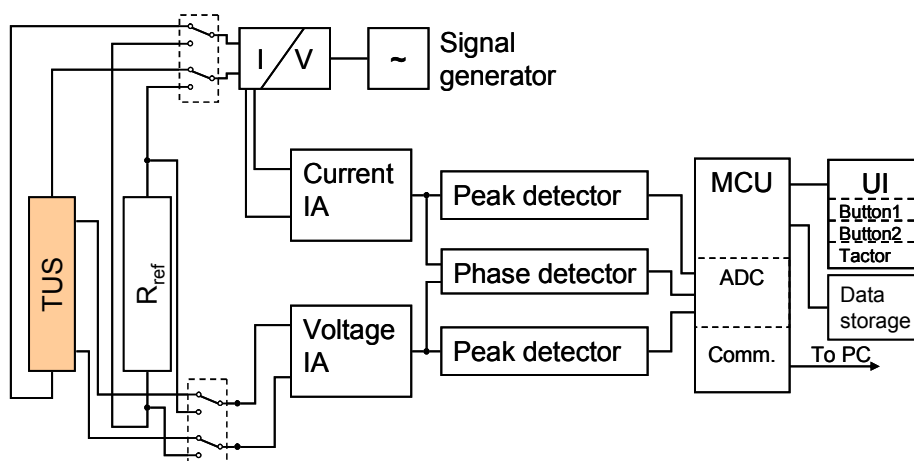 I / V
~
Signal
generator
Current
IA
Peak detector
MCU
UI
Button1
Button2
Tactor
TUS
Rref
Phase detector
ADC
Data
storage
Voltage
IA
Peak detector
Comm.
To PC